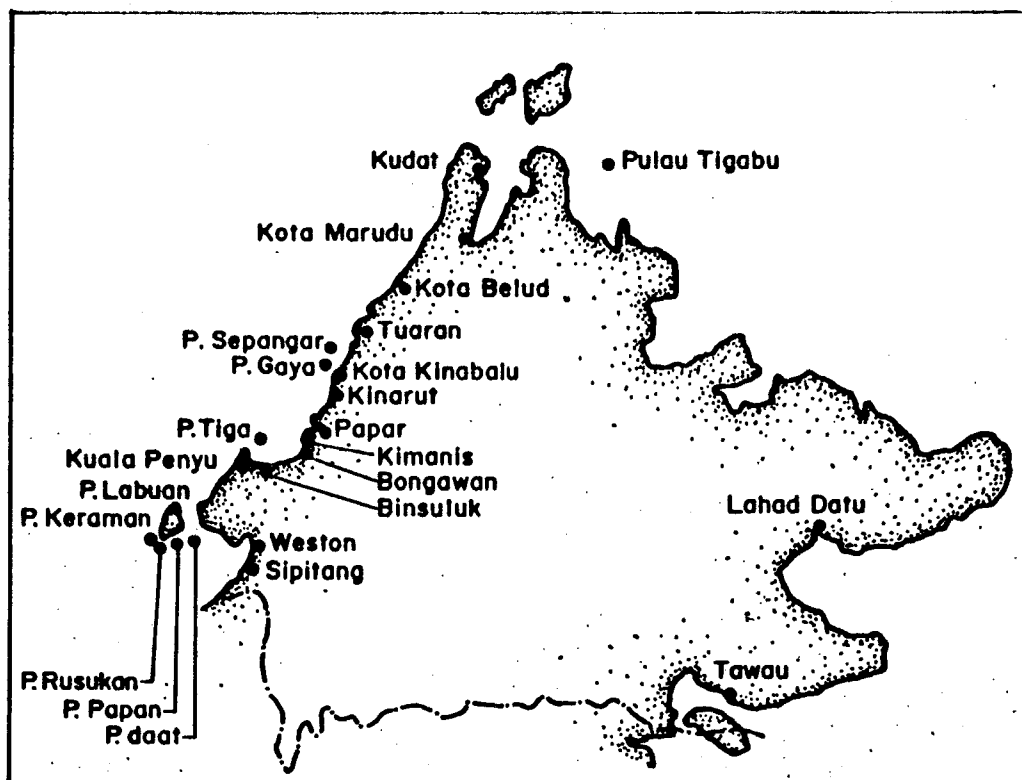 Kudat
Pulau Tigabu
Kota Marudu
Kota Belud
Tuaran
P. Sepangar
P. Gaya
Kota Kinabalu
Kinarut
P.Tiga
Papar
Kimanis
Kuala Penyu
Bongawan
P.Labuan
Binsuluk
P. Keraman
Lahad Datu
Weston
Sipitang
P.Rusukan
Tawau
P. Papan
P. daat